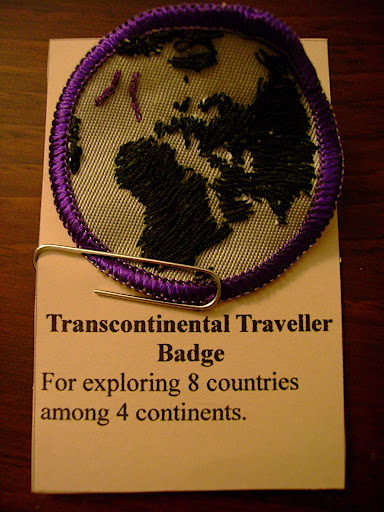 Transcontinental Traveller
Badge
For exploring 8 countries
among 4 continents.